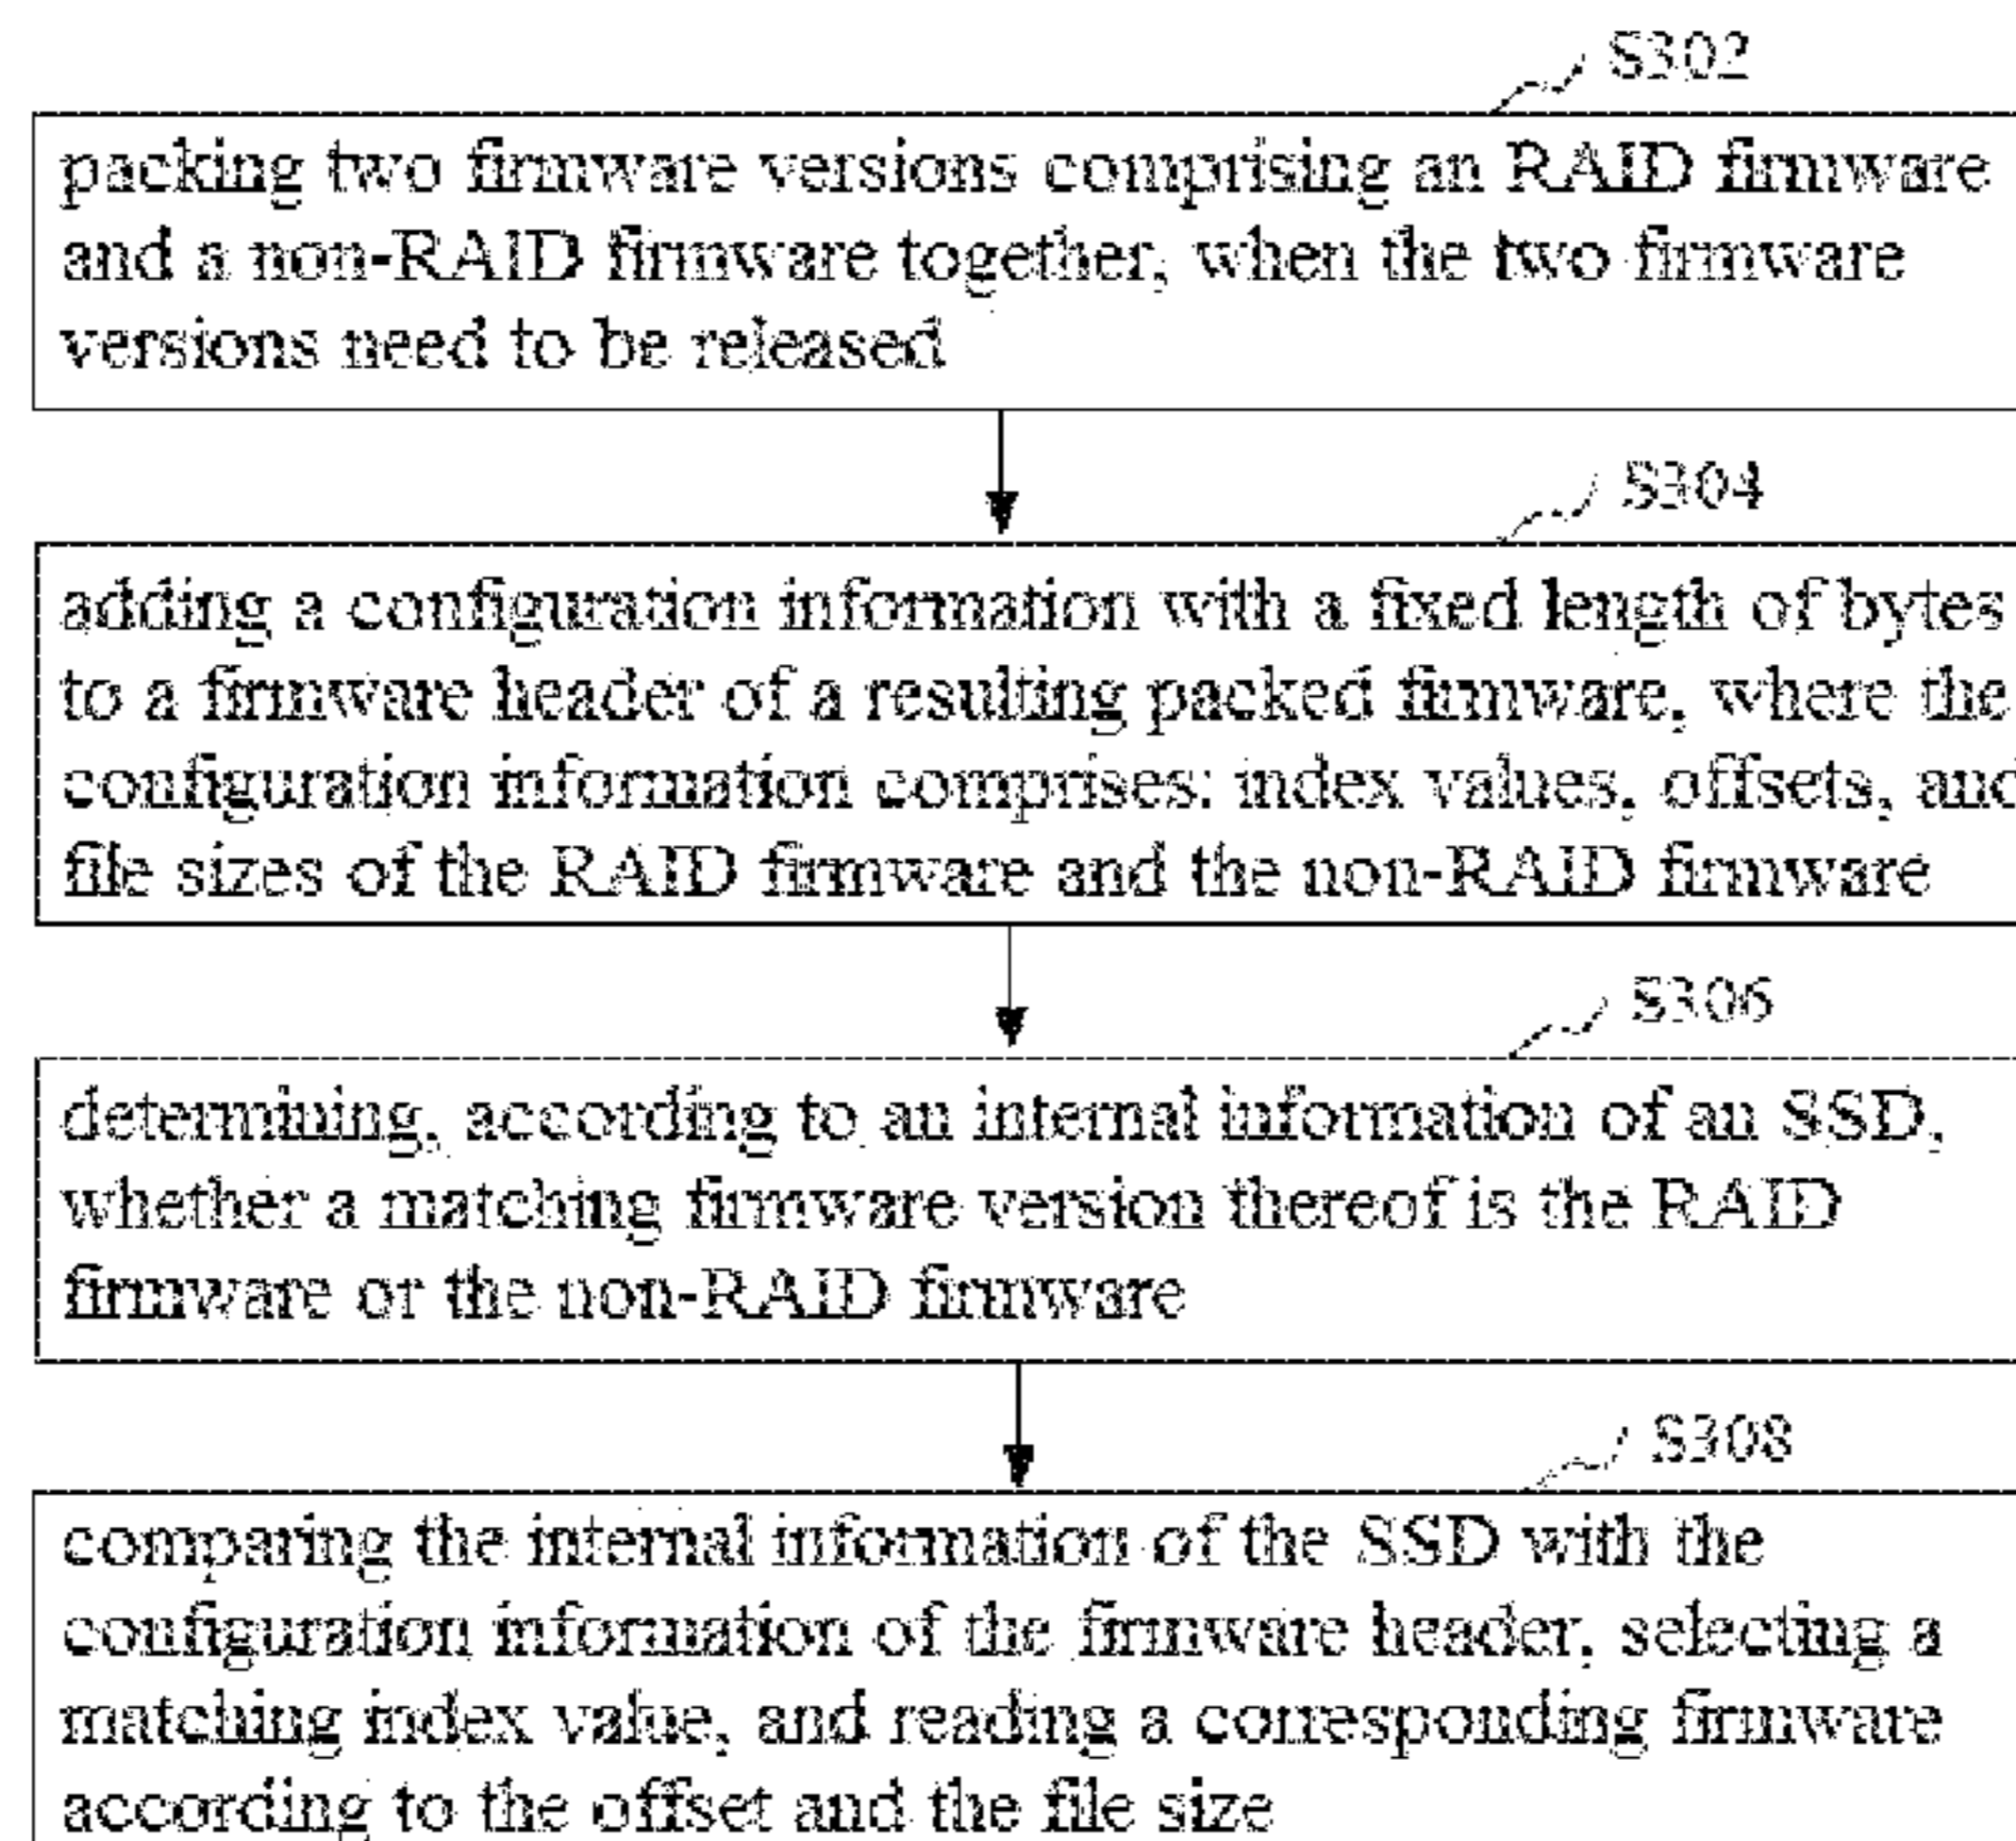 S302
packing two firmware versions comprising an RAID firmware
and a non-RAID firmware together, when the two firmware
versions need to be released
S304
adding a configuration information with a fixed length of bytes
to a firmware header of a resulting packed firmware, where the
configuration information comprises: index values, offsets, and
file sizes of the RAID firmware and the non-RAID firmware
S306
determining, according to an internal information of an SSD,
whether a matching firmware version thereof is the RAID
firmware or the non-RAID firmware
S308
comparing the internal information of the SSD with the
configuration information of the firmware header, selecting a
matching index value, and reading a corresponding firmware
according to the offset and the file size